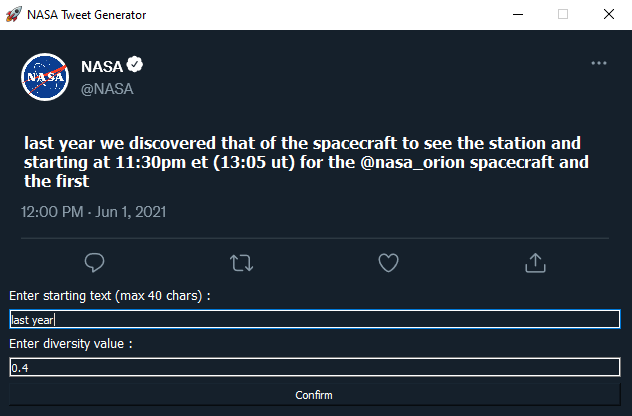 NASA Tweet Generator
NASA
NASA
@NASA
last year we discovered that of the spacecraft to see the station and
starting at 11:30pm et (13:05 ut) for the @nasa_orion spacecraft and
the first
12:00 PM · Jun 1, 2021
Enter starting text (max 40 chars) :
last year
Enter diversity value :
0.4
Confirm